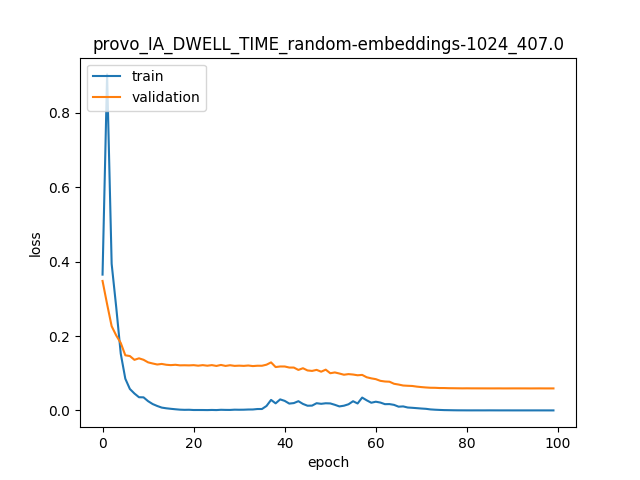 provo_IA_DWELL_TIME_random-embeddings-1024_407.0
train
validation
loss
0.8
0.6
0.4
0.2
0.0
0 20 40 60 80 100
epoch